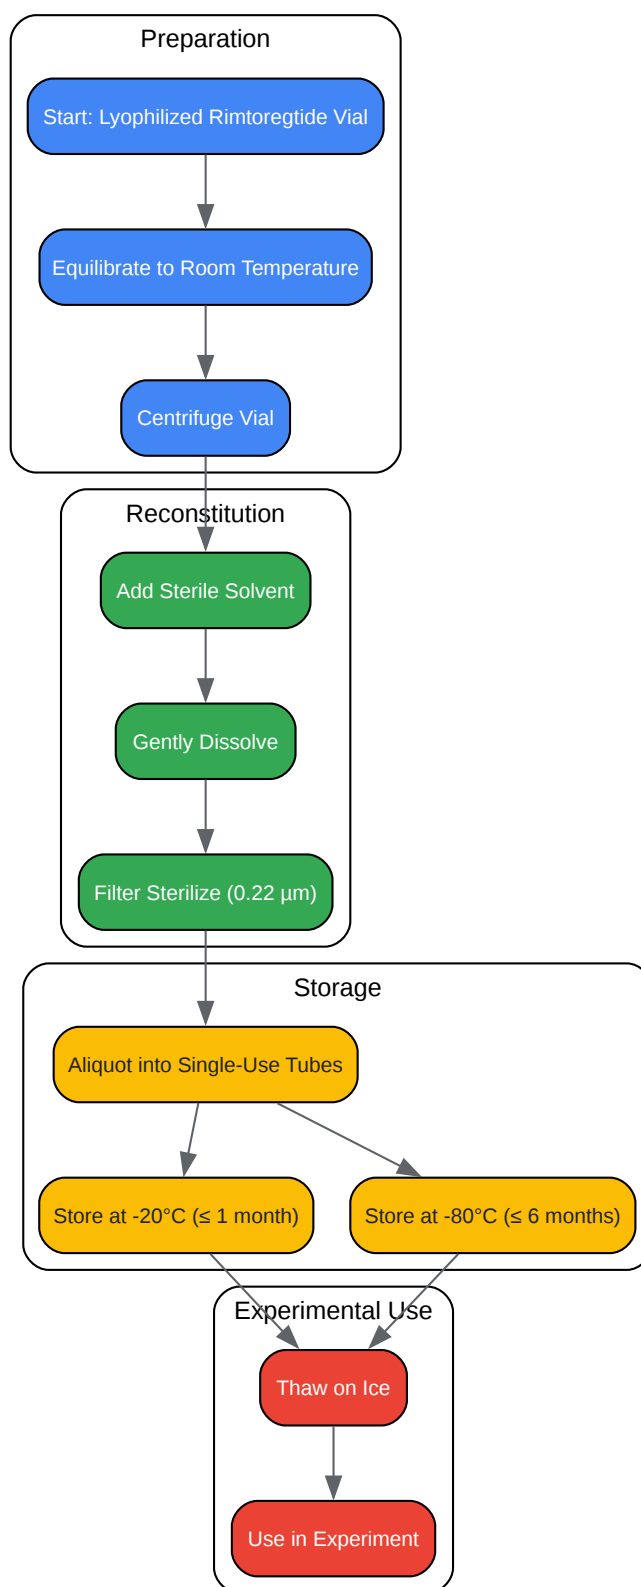 Preparation
Start: Lyophilized Rimtoregtide Vial
Equilibrate to Room Temperature
Centrifuge Vial
Reconstitution
Add Sterile Solvent
Gently Dissolve
Filter Sterilize (0.22 µm)
Storage
Aliquot into Single-Use Tubes
Store at -20°C (≤ 1 month)
Store at -80°C (≤ 6 months)
Experimental Use
Thaw on Ice
Use in Experiment